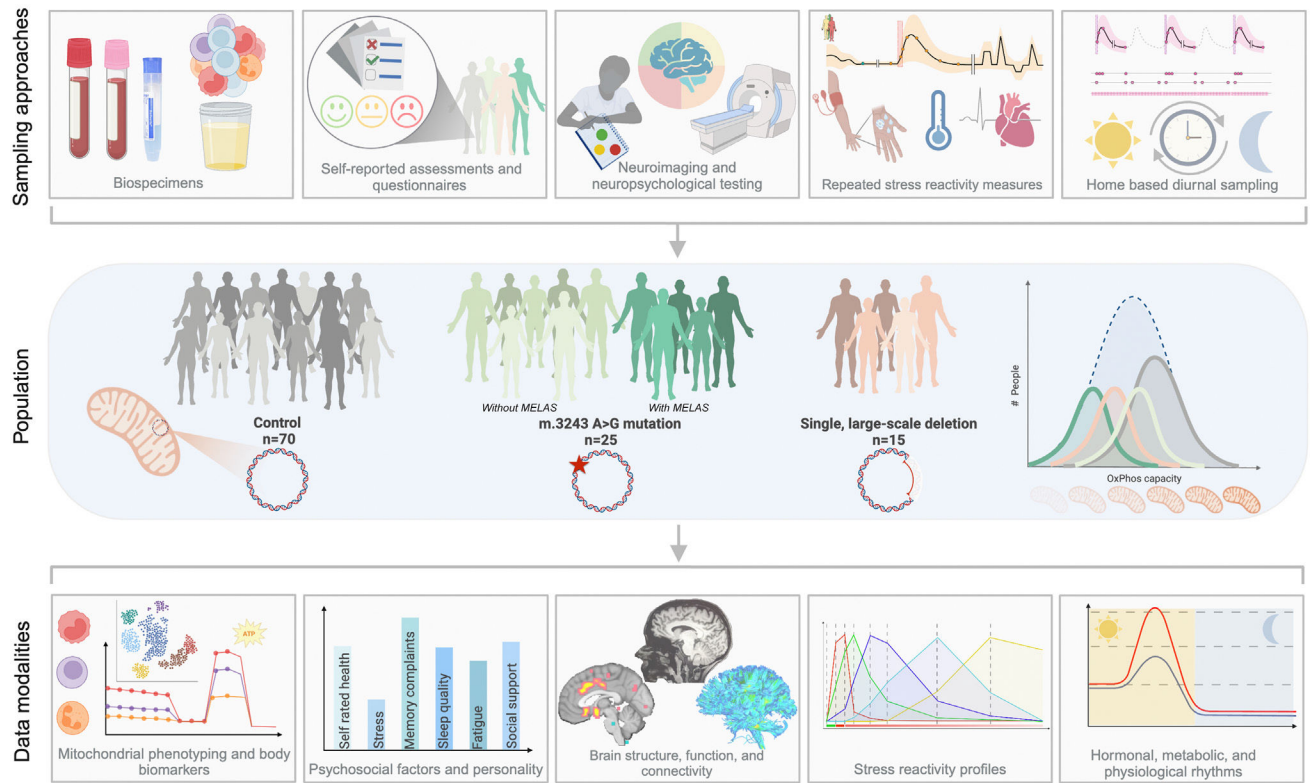 Sampling approaches
Biospecimens
Self-reported assessments and
questionnaires
Neuroimaging and
neuropsychological testing
Repeated stress reactivity measures
Home based diurnal sampling
Population
Control
n=70
Without MELAS
With MELAS
m.3243 A>G mutation
n=25
Single, large-scale deletion
n=15
# People
OxPhos capacity
Data modalities
ATP
Mitochondrial phenotyping and body
biomarkers
Self rated health
Stress
Memory complaints
Sleep quality
Fatigue
Social support
Psychosocial factors and personality
Brain structure, function, and
connectivity
Stress reactivity profiles
Hormonal, metabolic, and
physiological rhythms